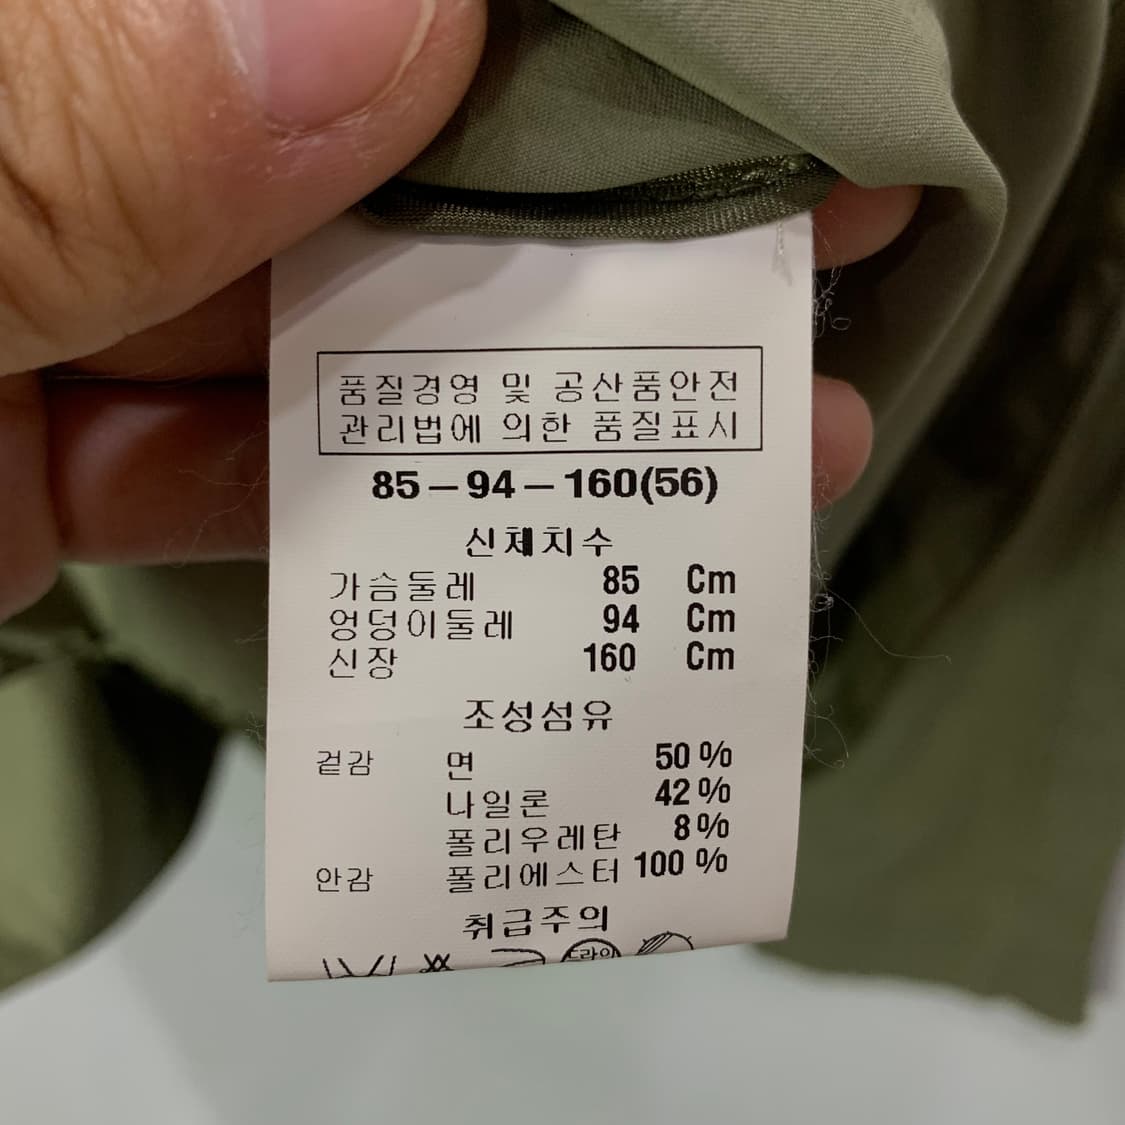 품질경영 및 공산품안전
관리법에 의한 품질표시
85-94-160(56)
신체치수
가슴둘레 85 Cm
엉덩이둘레 94 Cm
신장 160 Cm
조성섬유
겉감 면 50 %
나일론 42 %
폴리우레탄 8 %
안감 폴리에스터 100 %
취급주의
드라이